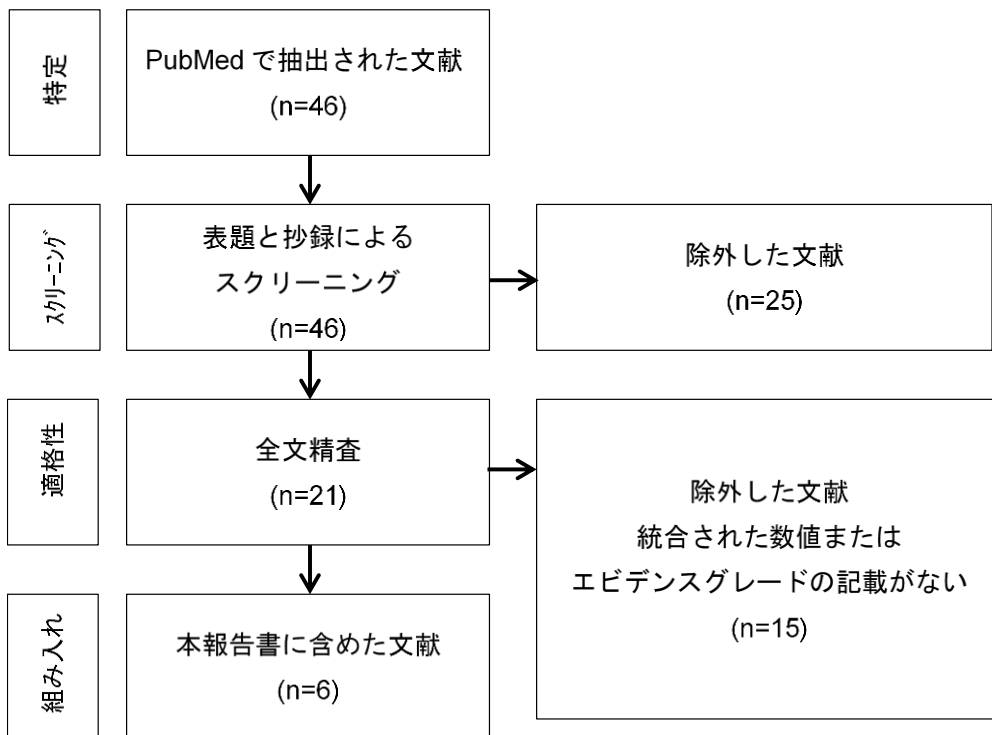 特定
PubMed で抽出された文献
(n=46)
スクリーニング
表題と抄録による
スクリーニング
(n=46)
除外した文献
(n=25)
適格性
全文精査
(n=21)
除外した文献
統合された数値または
エビデンスグレードの記載がない
(n=15)
組み入れ
本報告書に含めた文献
(n=6)